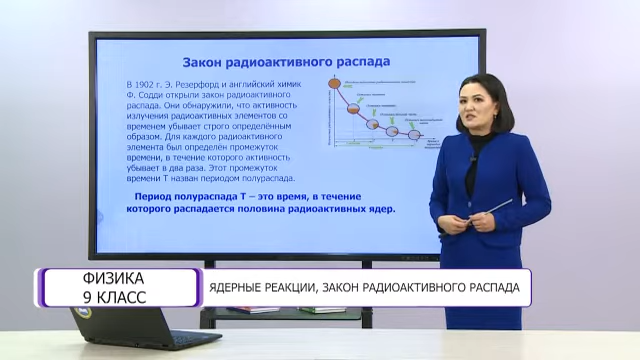 Закон радиоактивного распада
В 1902 г. Э. Резерфорд и английский химик
Ф. Содди открыли закон радиоактивного
распада. Они обнаружили, что активность
излучения радиоактивных элементов со
временем убывает строго определённым
образом. Для каждого радиоактивного
элемента был определён промежуток
времени, в течение которого активность
убывает в два раза. Этот промежуток
времени Т назван периодом полураспада.
Период полураспада Т – это время, в течение
которого распадается половина радиоактивных ядер.
ФИЗИКА
9 КЛАСС
ЯДЕРНЫЕ РЕАКЦИИ, ЗАКОН РАДИОАКТИВНОГО РАСПАДА